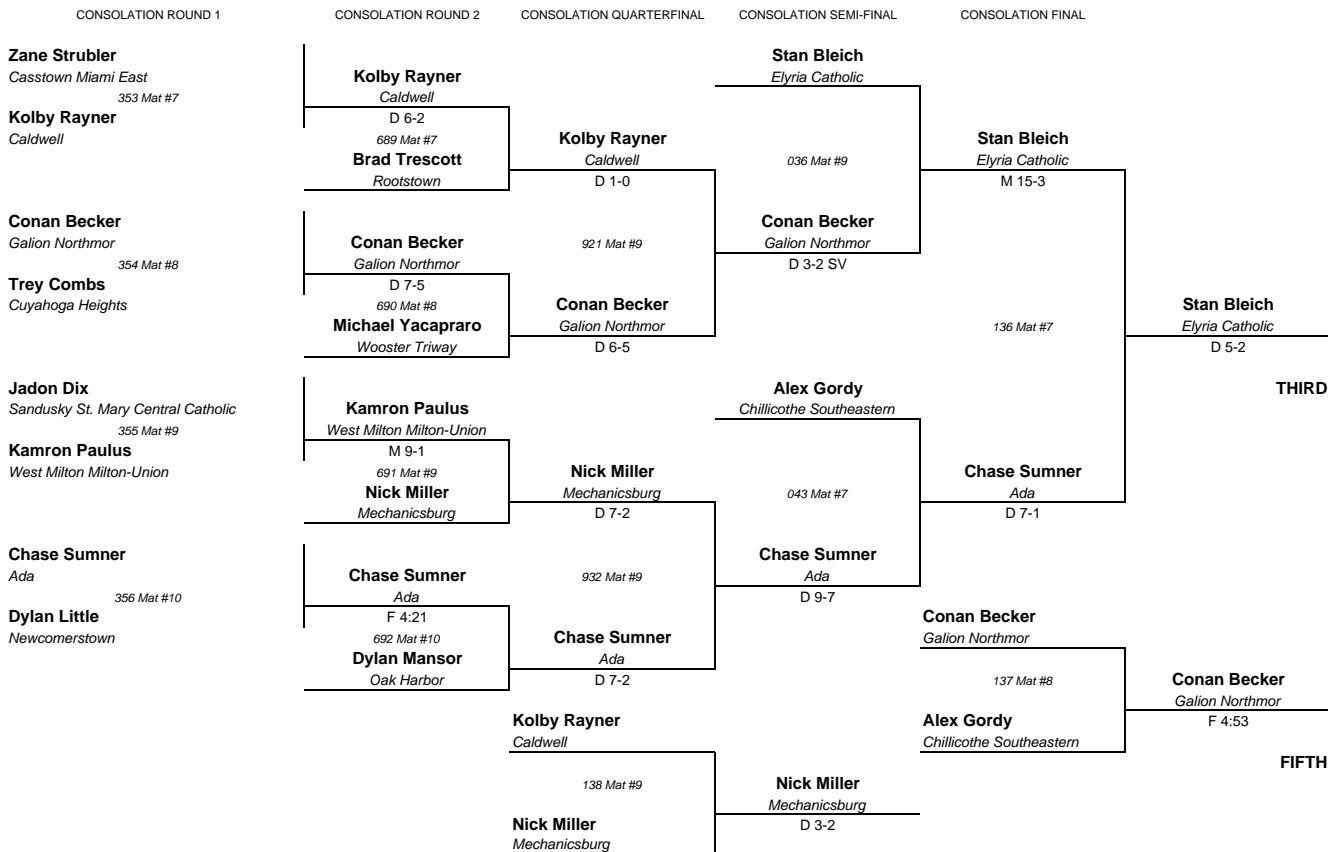 CONSOLATION ROUND 1
CONSOLATION ROUND 2
CONSOLATION QUARTERFINAL
CONSOLATION SEMI-FINAL
CONSOLATION FINAL
Zane Strubler
Casstown Miami East
353 Mat #7
Kolby Rayner
Caldwell
Conan Becker
Galion Northmor
354 Mat #8
Trey Combs
Cuyahoga Heights
Jadon Dix
Sandusky St. Mary Central Catholic
355 Mat #9
Kamron Paulus
West Milton Milton-Union
Chase Sumner
Ada
356 Mat #10
Dylan Little
Newcomerstown
Kolby Rayner
Caldwell
D 6-2
689 Mat #7
Brad Trescott
Rootstown
Conan Becker
Galion Northmor
D 7-5
690 Mat #8
Michael Yacapraro
Wooster Triway
Kamron Paulus
West Milton Milton-Union
M 9-1
691 Mat #9
Nick Miller
Mechanicsburg
Chase Sumner
Ada
F 4:21
692 Mat #10
Dylan Mansor
Oak Harbor
Kolby Rayner
Caldwell
D 1-0
921 Mat #9
Conan Becker
Galion Northmor
D 6-5
Nick Miller
Mechanicsburg
D 7-2
932 Mat #9
Chase Sumner
Ada
D 7-2
Kolby Rayner
Caldwell
138 Mat #9
Nick Miller
Mechanicsburg
Stan Bleich
Elyria Catholic
036 Mat #9
Conan Becker
Galion Northmor
D 3-2 SV
Alex Gordy
Chillicothe Southeastern
043 Mat #7
Chase Sumner
Ada
D 9-7
Nick Miller
Mechanicsburg
D 3-2
Stan Bleich
Elyria Catholic
M 15-3
136 Mat #7
Chase Sumner
Ada
D 7-1
Conan Becker
Galion Northmor
137 Mat #8
Alex Gordy
Chillicothe Southeastern
Stan Bleich
Elyria Catholic
D 5-2
THIRD
Conan Becker
Galion Northmor
F 4:53
FIFTH